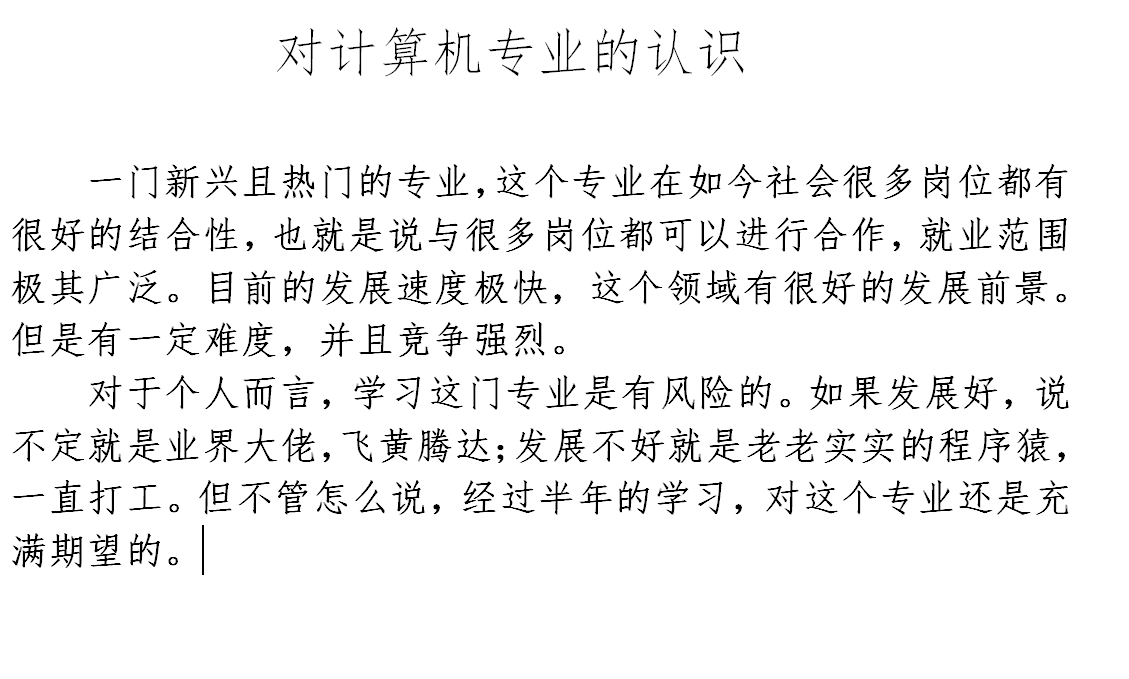 对计算机专业的认识
一门新兴且热门的专业，这个专业在如今社会很多岗位都有
很好的结合性，也就是说与很多岗位都可以进行合作，就业范围
极其广泛。目前的发展速度极快，这个领域有很好的发展前景。
但是有一定难度，并且竞争强烈。
对于个人而言，学习这门专业是有风险的。如果发展好，说
不定就是业界大佬，飞黄腾达；发展不好就是老老实实的程序猿，
一直打工。但不管怎么说，经过半年的学习，对这个专业还是充
满期望的。